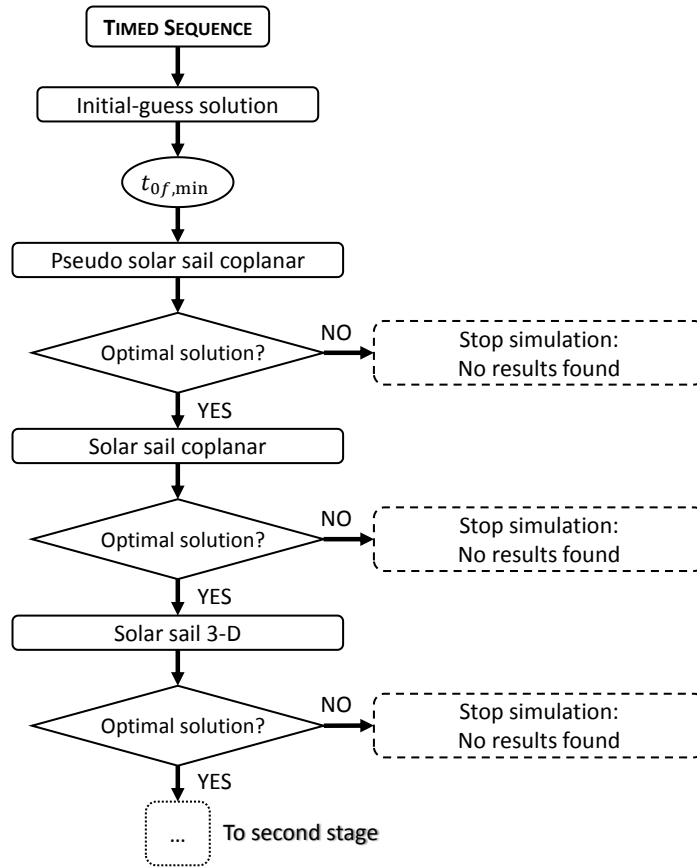 TIMED SEQUENCE
Initial-guess solution
t0f,min
Pseudo solar sail coplanar
Optimal solution?
NO
Stop simulation:
No results found
YES
Solar sail coplanar
Optimal solution?
NO
Stop simulation:
No results found
YES
Solar sail 3-D
Optimal solution?
NO
Stop simulation:
No results found
YES
...
To second stage